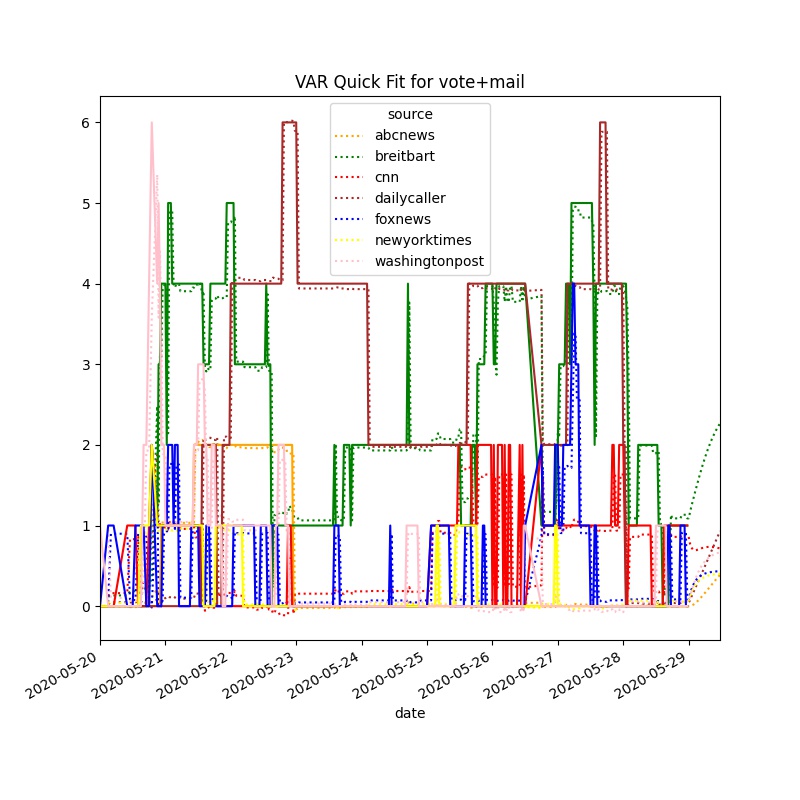 VAR Quick Fit for vote+mail
source
abcnews
breitbart
cnn
dailycaller
foxnews
newyorktimes
washingtonpost
6
5
4
3
2
1
0
2020-05-20
2020-05-21
2020-05-22
2020-05-23
2020-05-24
2020-05-25
2020-05-26
2020-05-27
2020-05-28
2020-05-29
date